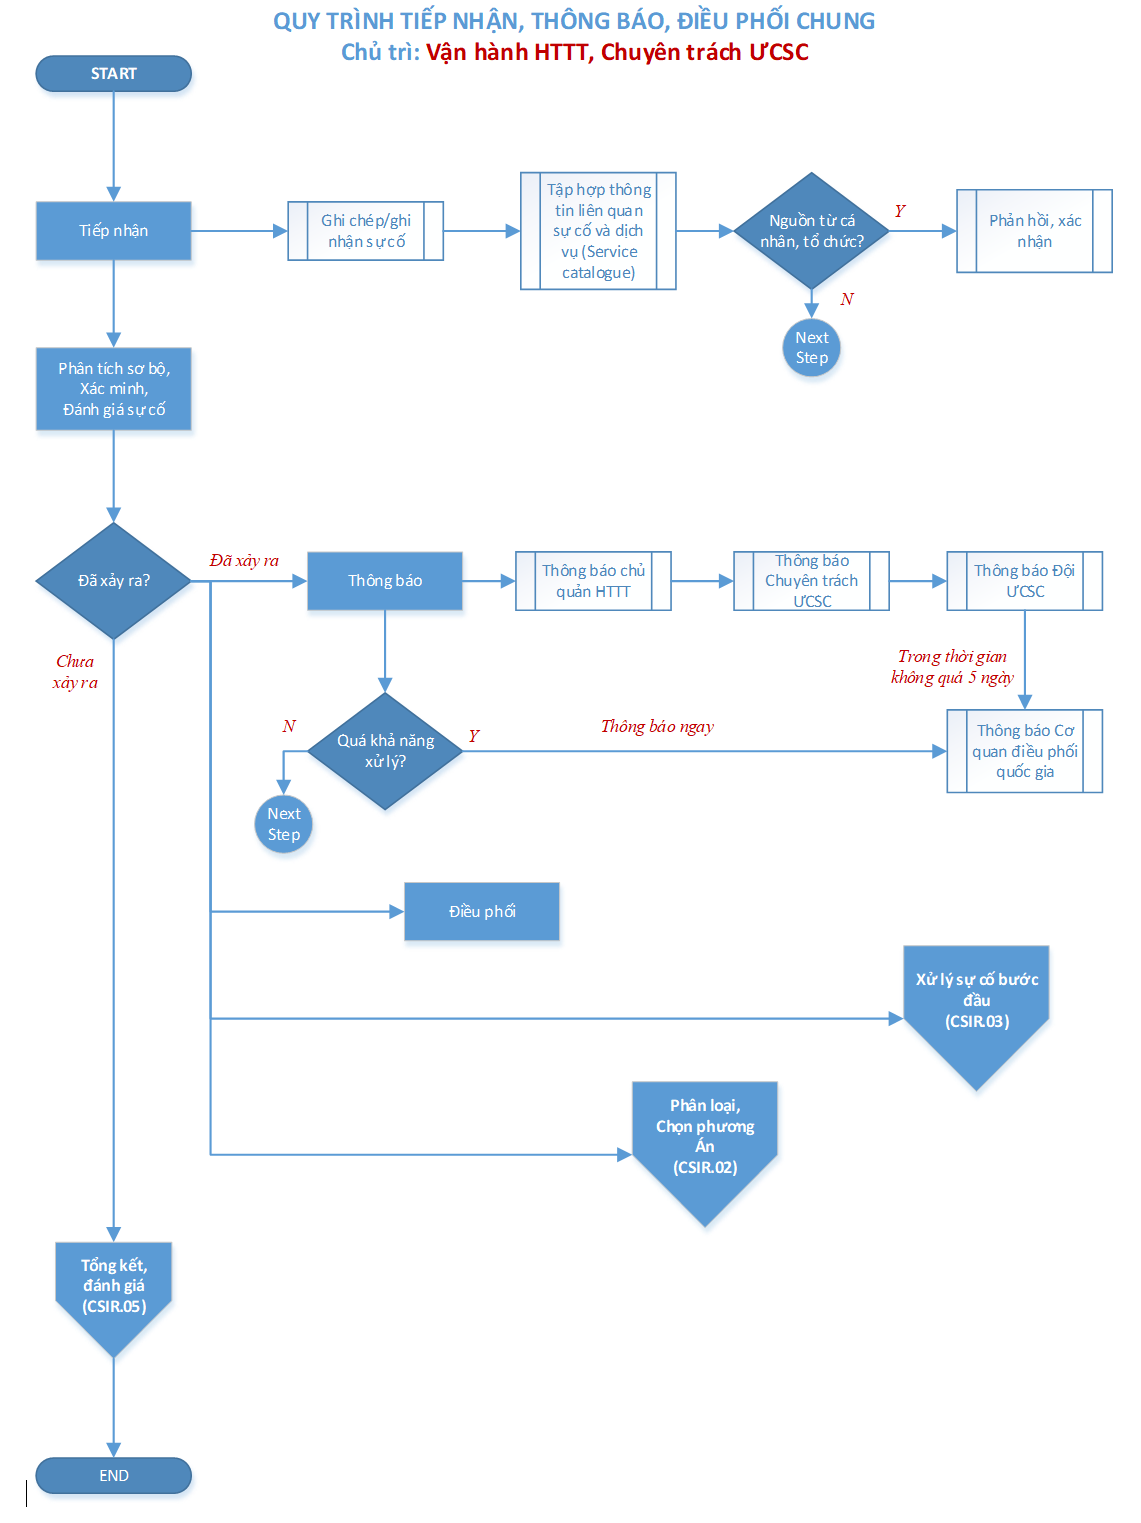 QUY TRÌNH TIẾP NHẬN, THÔNG BÁO, ĐIỀU PHỐI CHUNG
Chủ trì: Vận hành HTTT, Chuyên trách ƯCSC
START
Tiếp nhận
Ghi chép/ghi
nhận sự cố
Tập hợp thông
tin liên quan
sự cố và dịch
vụ (Service
catalogue)
Nguồn từ cá
nhân, tổ chức?
Y
Phản hồi, xác
nhận
N
Next
Step
Phân tích sơ bộ,
Xác minh,
Đánh giá sự cố
Đã xảy ra?
Đã xảy ra
Thông báo
Thông báo chủ
quản HTTT
Thông báo
Chuyên trách
ƯCSC
Thông báo Đội
ƯCSC
Chưa
xảy ra
Trong thời gian
không quá 5 ngày
N
Quá khả năng
xử lý?
Y
Thông báo ngay
Thông báo Cơ
quan điều phối
quốc gia
Next
Step
Điều phối
Xử lý sự cố bước
đầu
(CSIR.03)
Phân loại,
Chọn phương
Án
(CSIR.02)
Tổng kết,
đánh giá
(CSIR.05)
END